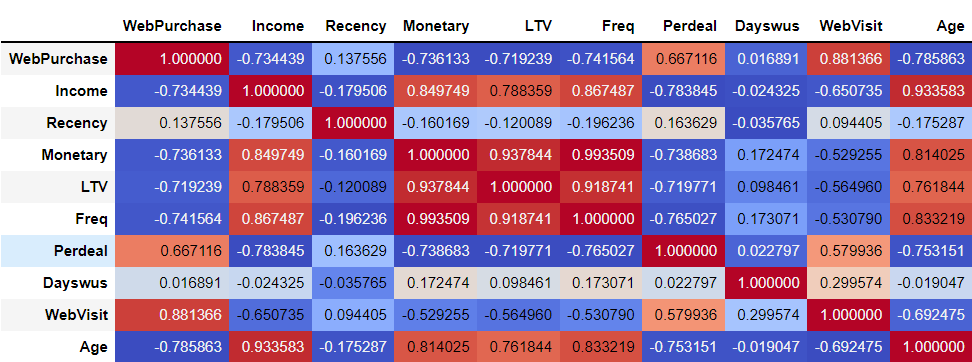 WebPurchase Income Recency Monetary LTV Freq Perdeal Dayswus WebVisit Age
WebPurchase 1.000000 -0.734439 0.137556 -0.736133 -0.719239 -0.741564 0.667116 0.016891 0.881366 -0.785863
Income -0.734439 1.000000 -0.179506 0.849749 0.788359 0.867487 -0.783845 -0.024325 -0.650735 0.933583
Recency 0.137556 -0.179506 1.000000 -0.160169 -0.120089 -0.196236 0.163629 -0.035765 0.094405 -0.175287
Monetary -0.736133 0.849749 -0.160169 1.000000 0.937844 0.993509 -0.738683 0.172474 -0.529255 0.814025
LTV -0.719239 0.788359 -0.120089 0.937844 1.000000 0.918741 -0.719771 0.098461 -0.564960 0.761844
Freq -0.741564 0.867487 -0.196236 0.993509 0.918741 1.000000 -0.765027 0.173071 -0.530790 0.833219
Perdeal 0.667116 -0.783845 0.163629 -0.738683 -0.719771 -0.765027 1.000000 0.022797 0.579936 -0.753151
Dayswus 0.016891 -0.024325 -0.035765 0.172474 0.098461 0.173071 0.022797 1.000000 0.299574 -0.019047
WebVisit 0.881366 -0.650735 0.094405 -0.529255 -0.564960 -0.530790 0.579936 0.299574 1.000000 -0.692475
Age -0.785863 0.933583 -0.175287 0.814025 0.761844 0.833219 -0.753151 -0.019047 -0.692475 1.000000